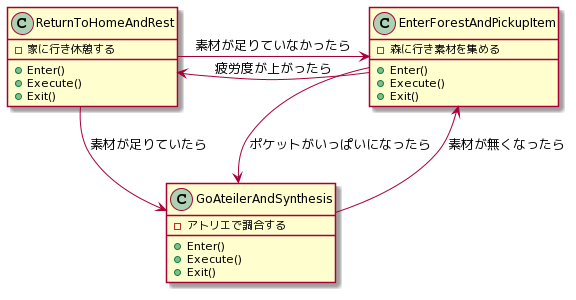 C ReturnToHomeAndRest
家に行き休憩する
Enter()
Execute()
Exit()
素材が足りていなかったら
疲労度が上がったら
C EnterForestAndPickupItem
森に行き素材を集める
Enter()
Execute()
Exit()
素材が足りていたら
ポケットがいっぱいになったら
素材が無くなったら
C GoAteilerAndSynthesis
アトリエで調合する
Enter()
Execute()
Exit()